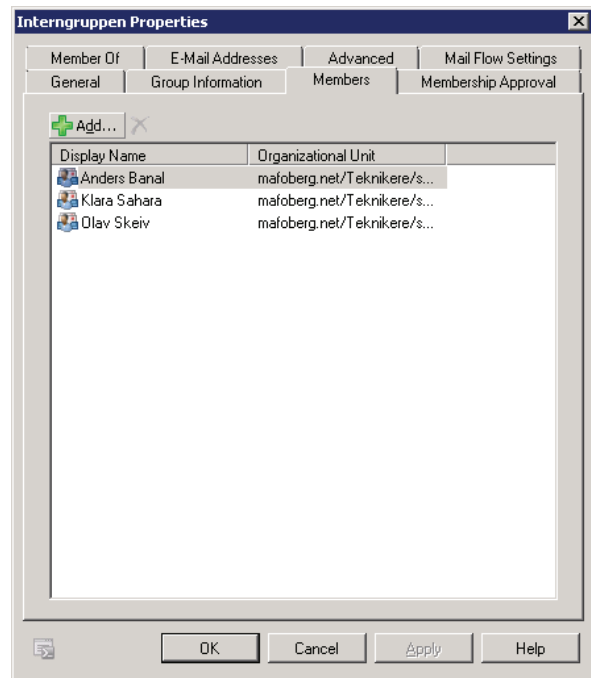 Interngruppen Properties
Member Of E-Mail Addresses Advanced Mail Flow Settings
General Group Information Members Membership Approval
Add...
Display Name Organizational Unit
Anders Banal mafoberg.net/Teknikere/s...
Klara Sahara mafoberg.net/Teknikere/s...
Olav Skeiv mafoberg.net/Teknikere/s...
OK Cancel Apply Help